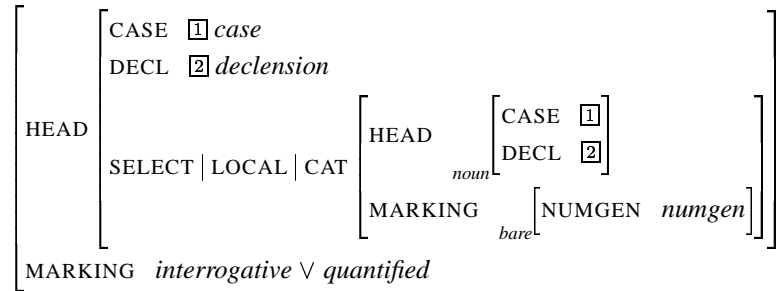 CASE 1 case
DECL 2 declension
HEAD
SELECT | LOCAL | CAT
HEAD noun
CASE 1
DECL 2
MARKING bare
NUMGEN numgen
MARKING interrogative ∨ quantified